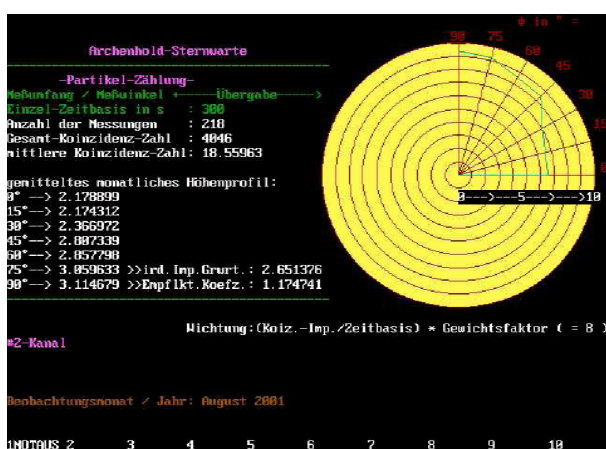 ø in ° =
90 75 60 45 30 15 0
Archenhold-Sternwarte
-Partikel-Zählung-
Meßumfang / Meßwinkel +-----Übergabe----->
Einzel-Zeitbasis in s : 300
Anzahl der Messungen : 218
Gesamt-Koinzidenz-Zahl : 4046
mittlere Koinzidenz-Zahl: 18.55963
gemitteltes monatliches Höhenprofil:
0°--> 2.178899
15°--> 2.174312
30°--> 2.366972
45°--> 2.807339
60°--> 2.857798
75°--> 3.059633 >>ird.Imp.Grwrt.: 2.651376
90°--> 3.114679 >>Empflkt.Koefz.: 1.174741
0--->---5--->--->10
Wichtung:(Koiz.-Imp./Zeitbasis) * Gewichtsfaktor ( = 8 )
#2-Kanal
Beobachtungsmonat / Jahr: August 2001
1NOTAUS 2 3 4 5 6 7 8 9 10